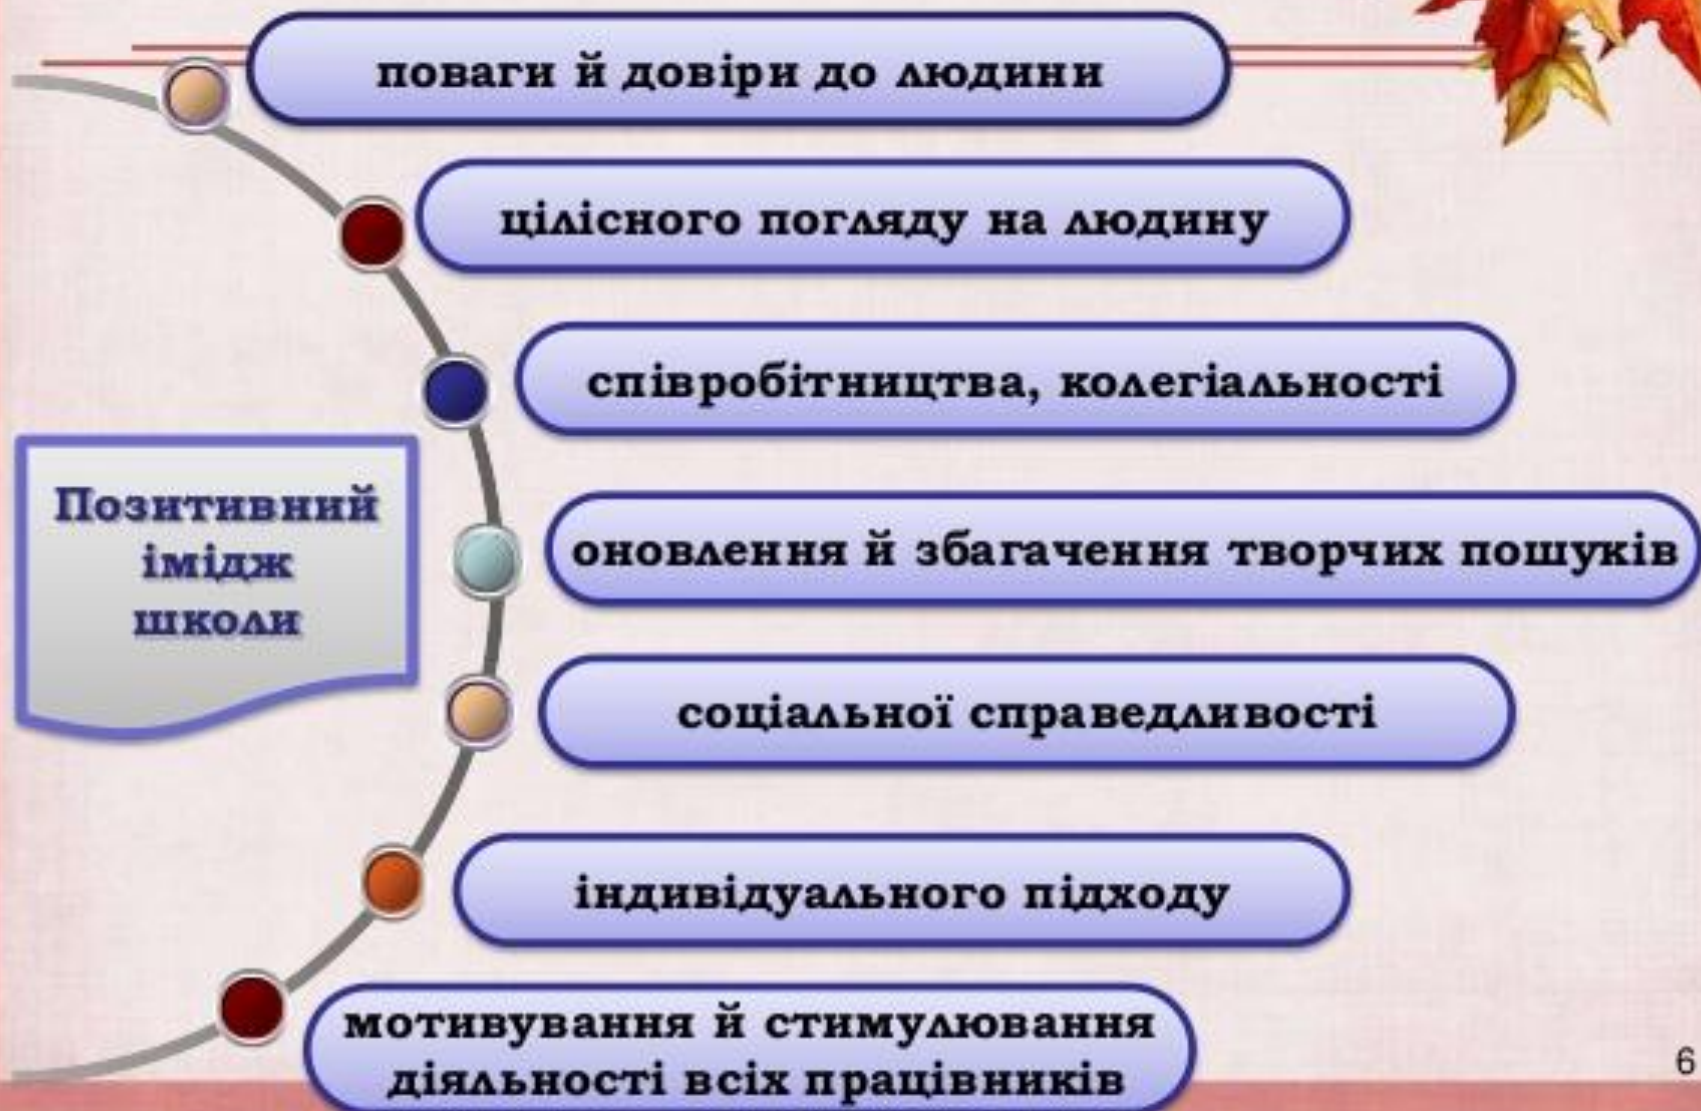 поваги й довіри до людини
цілісного погляду на людину
співробітництва, колегіальності
Позитивний
імідж
школи
оновлення й збагачення творчих пошуків
соціальної справедливості
індивідуального підходу
мотивування й стимулювання
діяльності всіх працівників
6